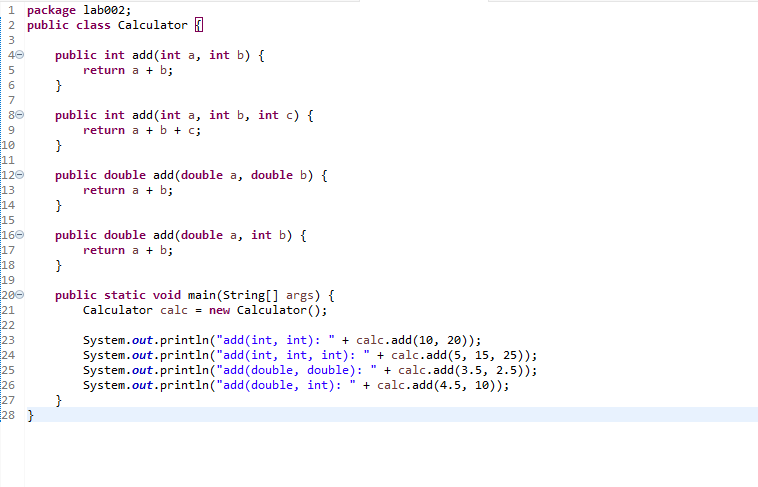 1 package lab002;
2 public class Calculator {
3
4 public int add(int a, int b) {
5 return a + b;
6 }
7
8 public int add(int a, int b, int c) {
9 return a + b + c;
10 }
11
12 public double add(double a, double b) {
13 return a + b;
14 }
15
16 public double add(double a, int b) {
17 return a + b;
18 }
19
20 public static void main(String[] args) {
21 Calculator calc = new Calculator();
22
23 System.out.println("add(int, int): " + calc.add(10, 20));
24 System.out.println("add(int, int, int): " + calc.add(5, 15, 25));
25 System.out.println("add(double, double): " + calc.add(3.5, 2.5));
26 System.out.println("add(double, int): " + calc.add(4.5, 10));
27 }
28 }